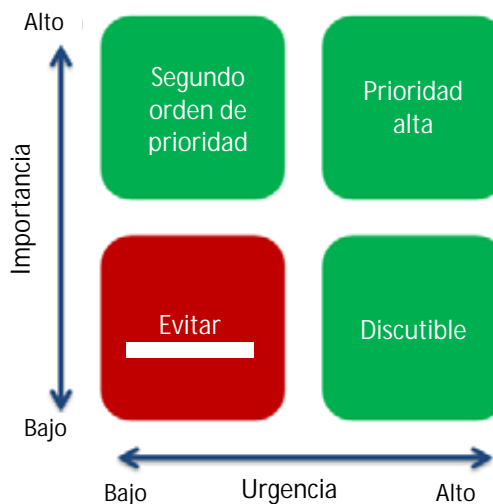 Alto
Segundo
orden de
prioridad
Prioridad
alta
Importancia
Evitar
Discutible
Bajo
Bajo
Urgencia
Alto